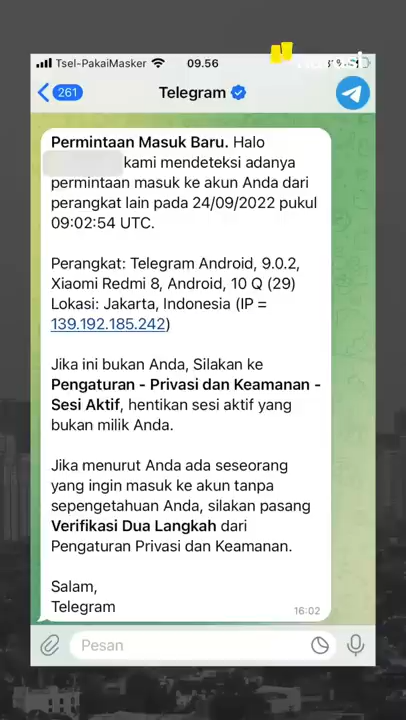 Tsel-PakaiMasker 09.56
261 Telegram
Permintaan Masuk Baru. Halo
kami mendeteksi adanya
permintaan masuk ke akun Anda dari
perangkat lain pada 24/09/2022 pukul
09:02:54 UTC.
Perangkat: Telegram Android, 9.0.2,
Xiaomi Redmi 8, Android, 10 Q (29)
Lokasi: Jakarta, Indonesia (IP =
139.192.185.242)
Jika ini bukan Anda, Silakan ke
Pengaturan - Privasi dan Keamanan -
Sesi Aktif, hentikan sesi aktif yang
bukan milik Anda.
Jika menurut Anda ada seseorang
yang ingin masuk ke akun tanpa
sepengetahuan Anda, silakan pasang
Verifikasi Dua Langkah dari
Pengaturan Privasi dan Keamanan.
Salam,
Telegram
16:02
Pesan